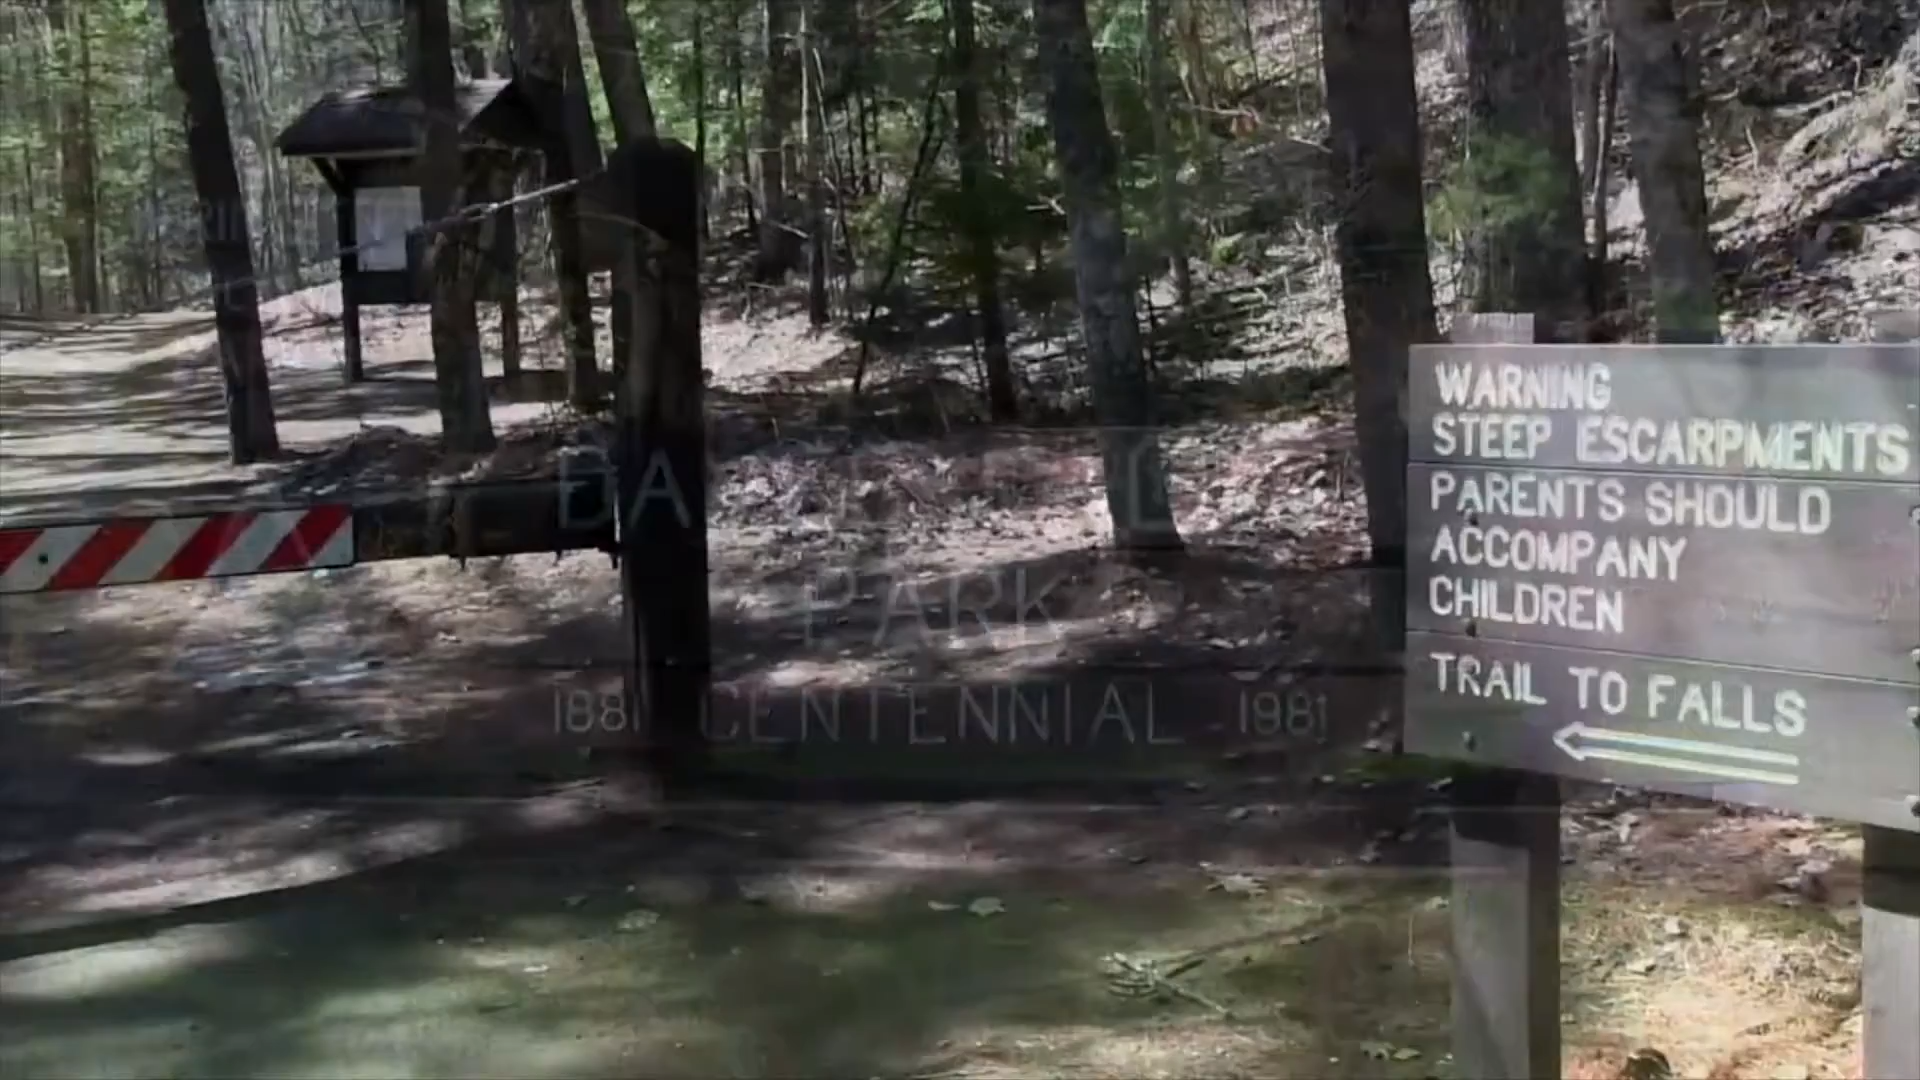 PARK
1881 CENTENNIAL 1981
WARNING
STEEP ESCARPMENTS
PARENTS SHOULD
ACCOMPANY
CHILDREN
TRAIL TO FALLS